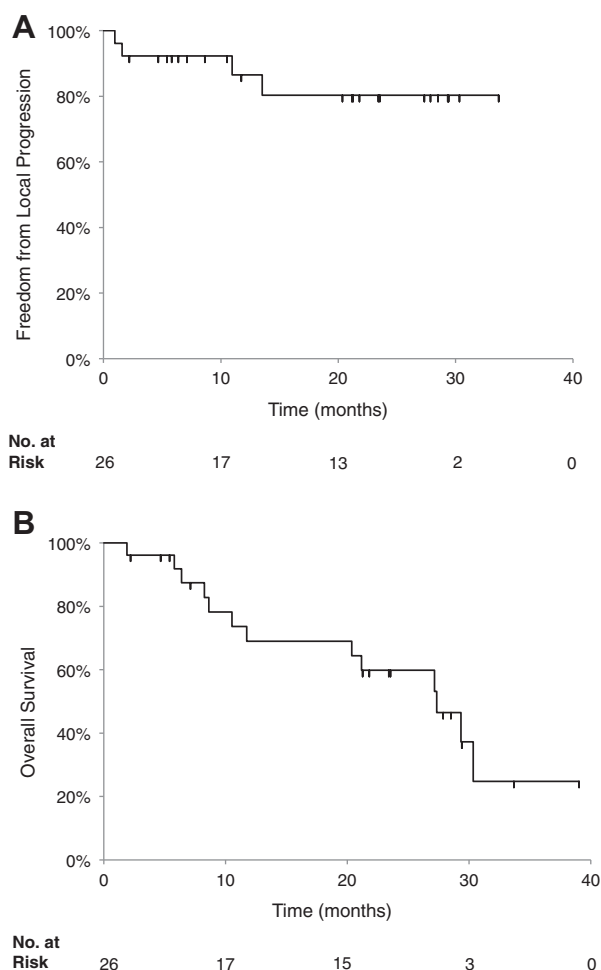 A
100%
80%
60%
40%
20%
0%
Freedom from Local Progression
0 10 20 30 40
Time (months)
No. at
Risk 26 17 13 2 0
B
100%
80%
60%
40%
20%
0%
Overall Survival
0 10 20 30 40
Time (months)
No. at
Risk 26 17 15 3 0